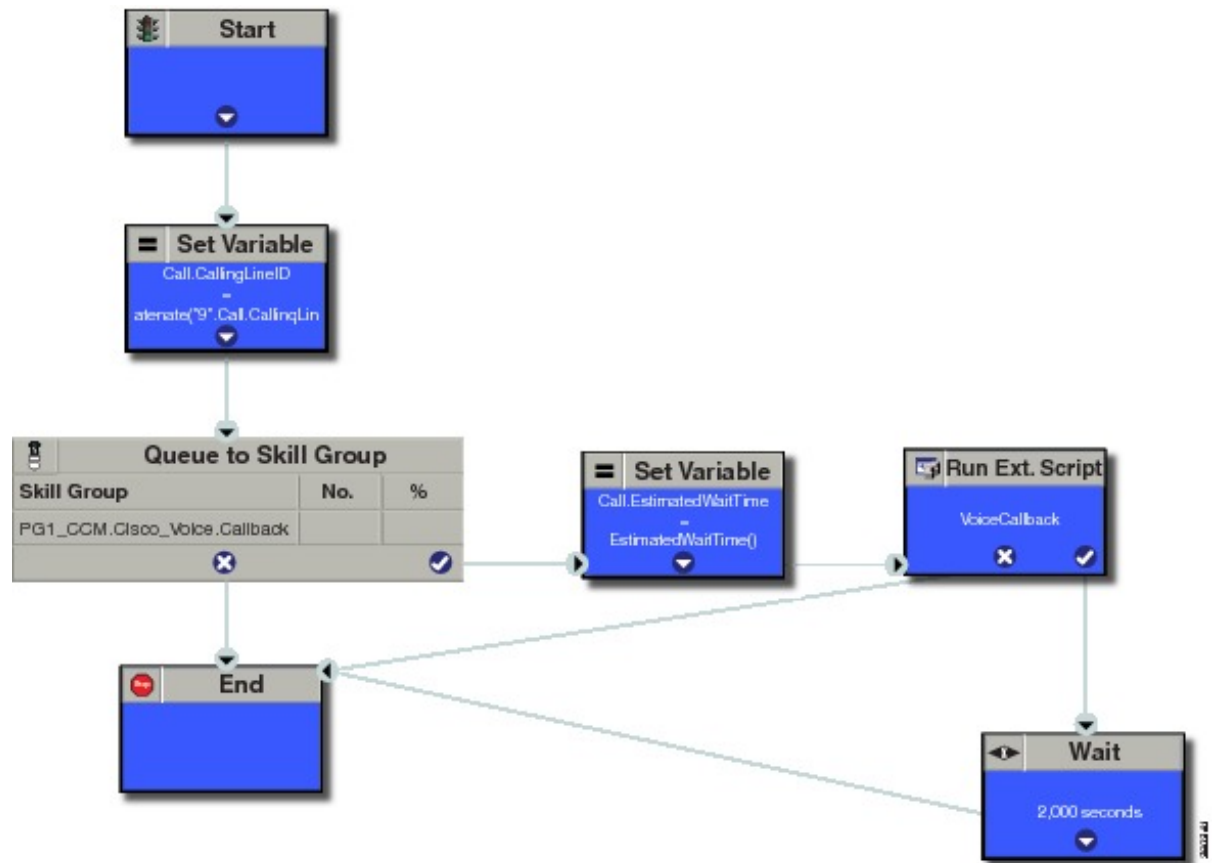 Start
Set Variable
Call.CallingLineID
=
atenate("9".Call.CallingLin
Queue to Skill Group
Skill Group No. %
PG1_CCM.Cisco_Voice.Callback
Set Variable
Call.EstimatedWaitTime
=
EstimatedWaitTime()
Run Ext. Script
VoiceCallback
End
Wait
2,000 seconds